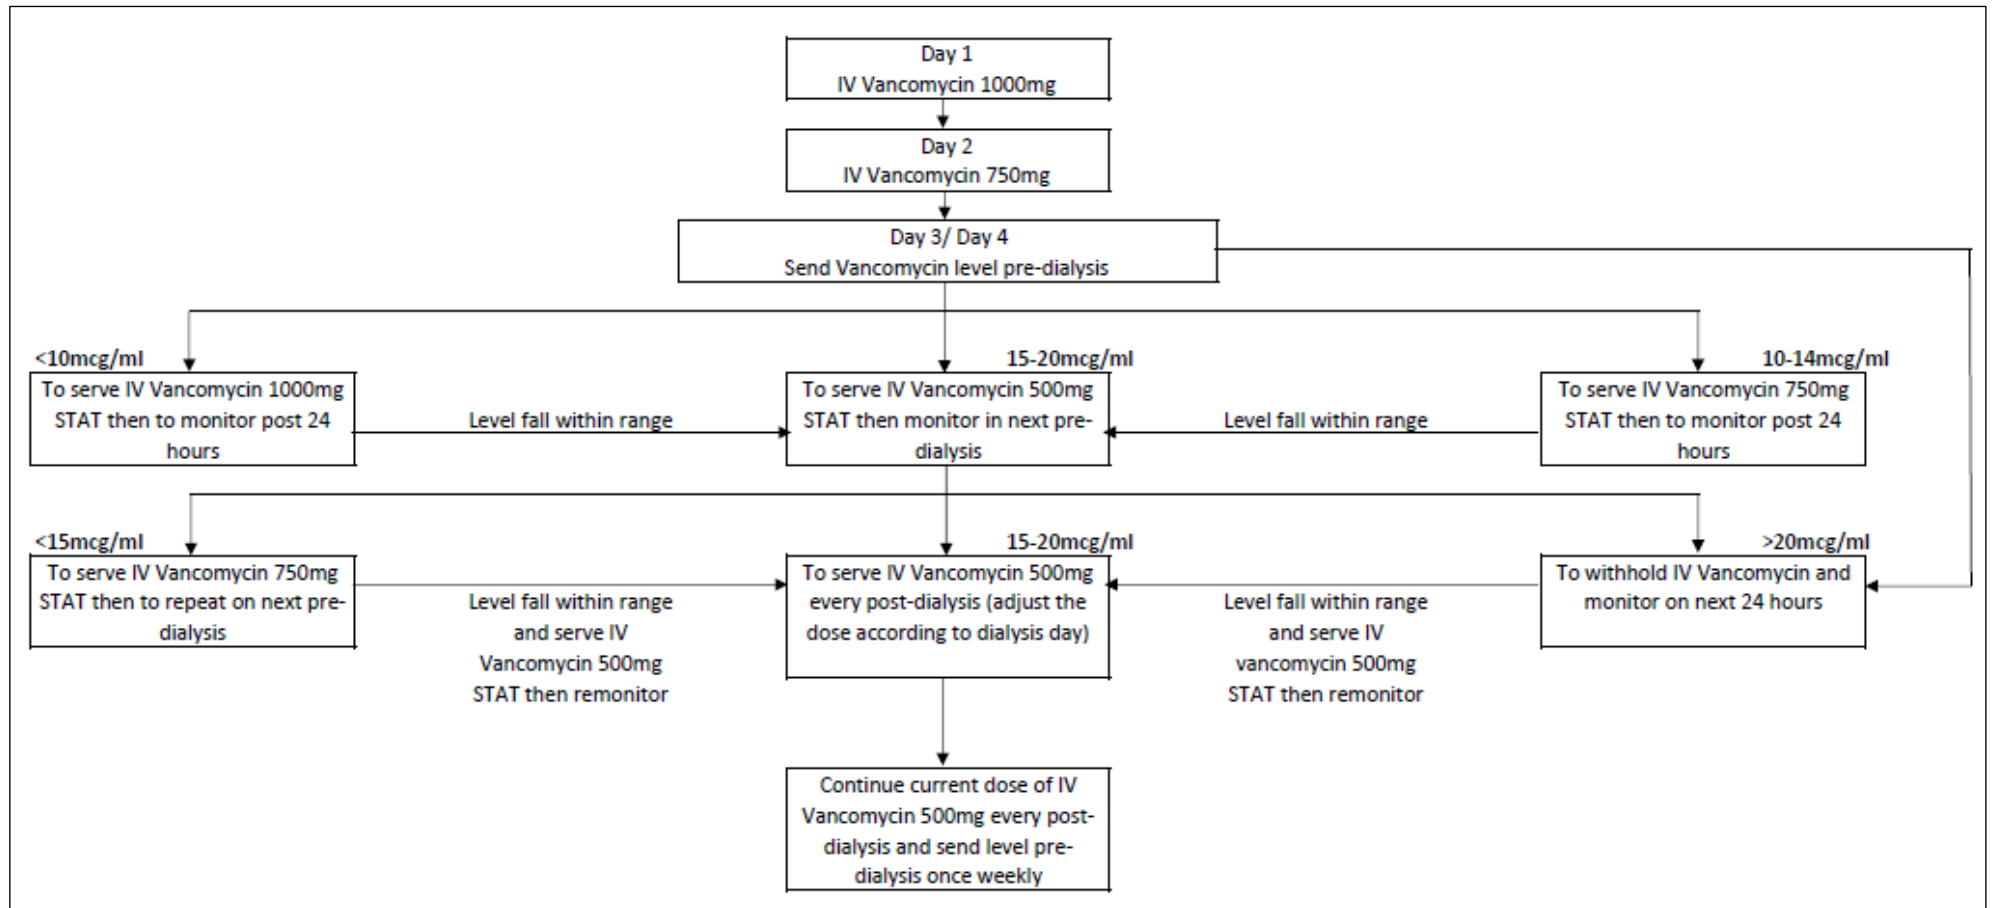 Day 1
IV Vancomycin 1000mg
Day 2
IV Vancomycin 750mg
Day 3/ Day 4
Send Vancomycin level pre-dialysis
<10mcg/ml
To serve IV Vancomycin 1000mg
STAT then to monitor post 24
hours
Level fall within range
15-20mcg/ml
To serve IV Vancomycin 500mg
STAT then monitor in next pre-
dialysis
Level fall within range
10-14mcg/ml
To serve IV Vancomycin 750mg
STAT then to monitor post 24
hours
<15mcg/ml
To serve IV Vancomycin 750mg
STAT then to repeat on next pre-
dialysis
Level fall within range
and serve IV
Vancomycin 500mg
STAT then remonitor
15-20mcg/ml
To serve IV Vancomycin 500mg
every post-dialysis (adjust the
dose according to dialysis day)
Level fall within range
and serve IV
vancomycin 500mg
STAT then remonitor
>20mcg/ml
To withhold IV Vancomycin and
monitor on next 24 hours
Continue current dose of IV
Vancomycin 500mg every post-
dialysis and send level pre-
dialysis once weekly